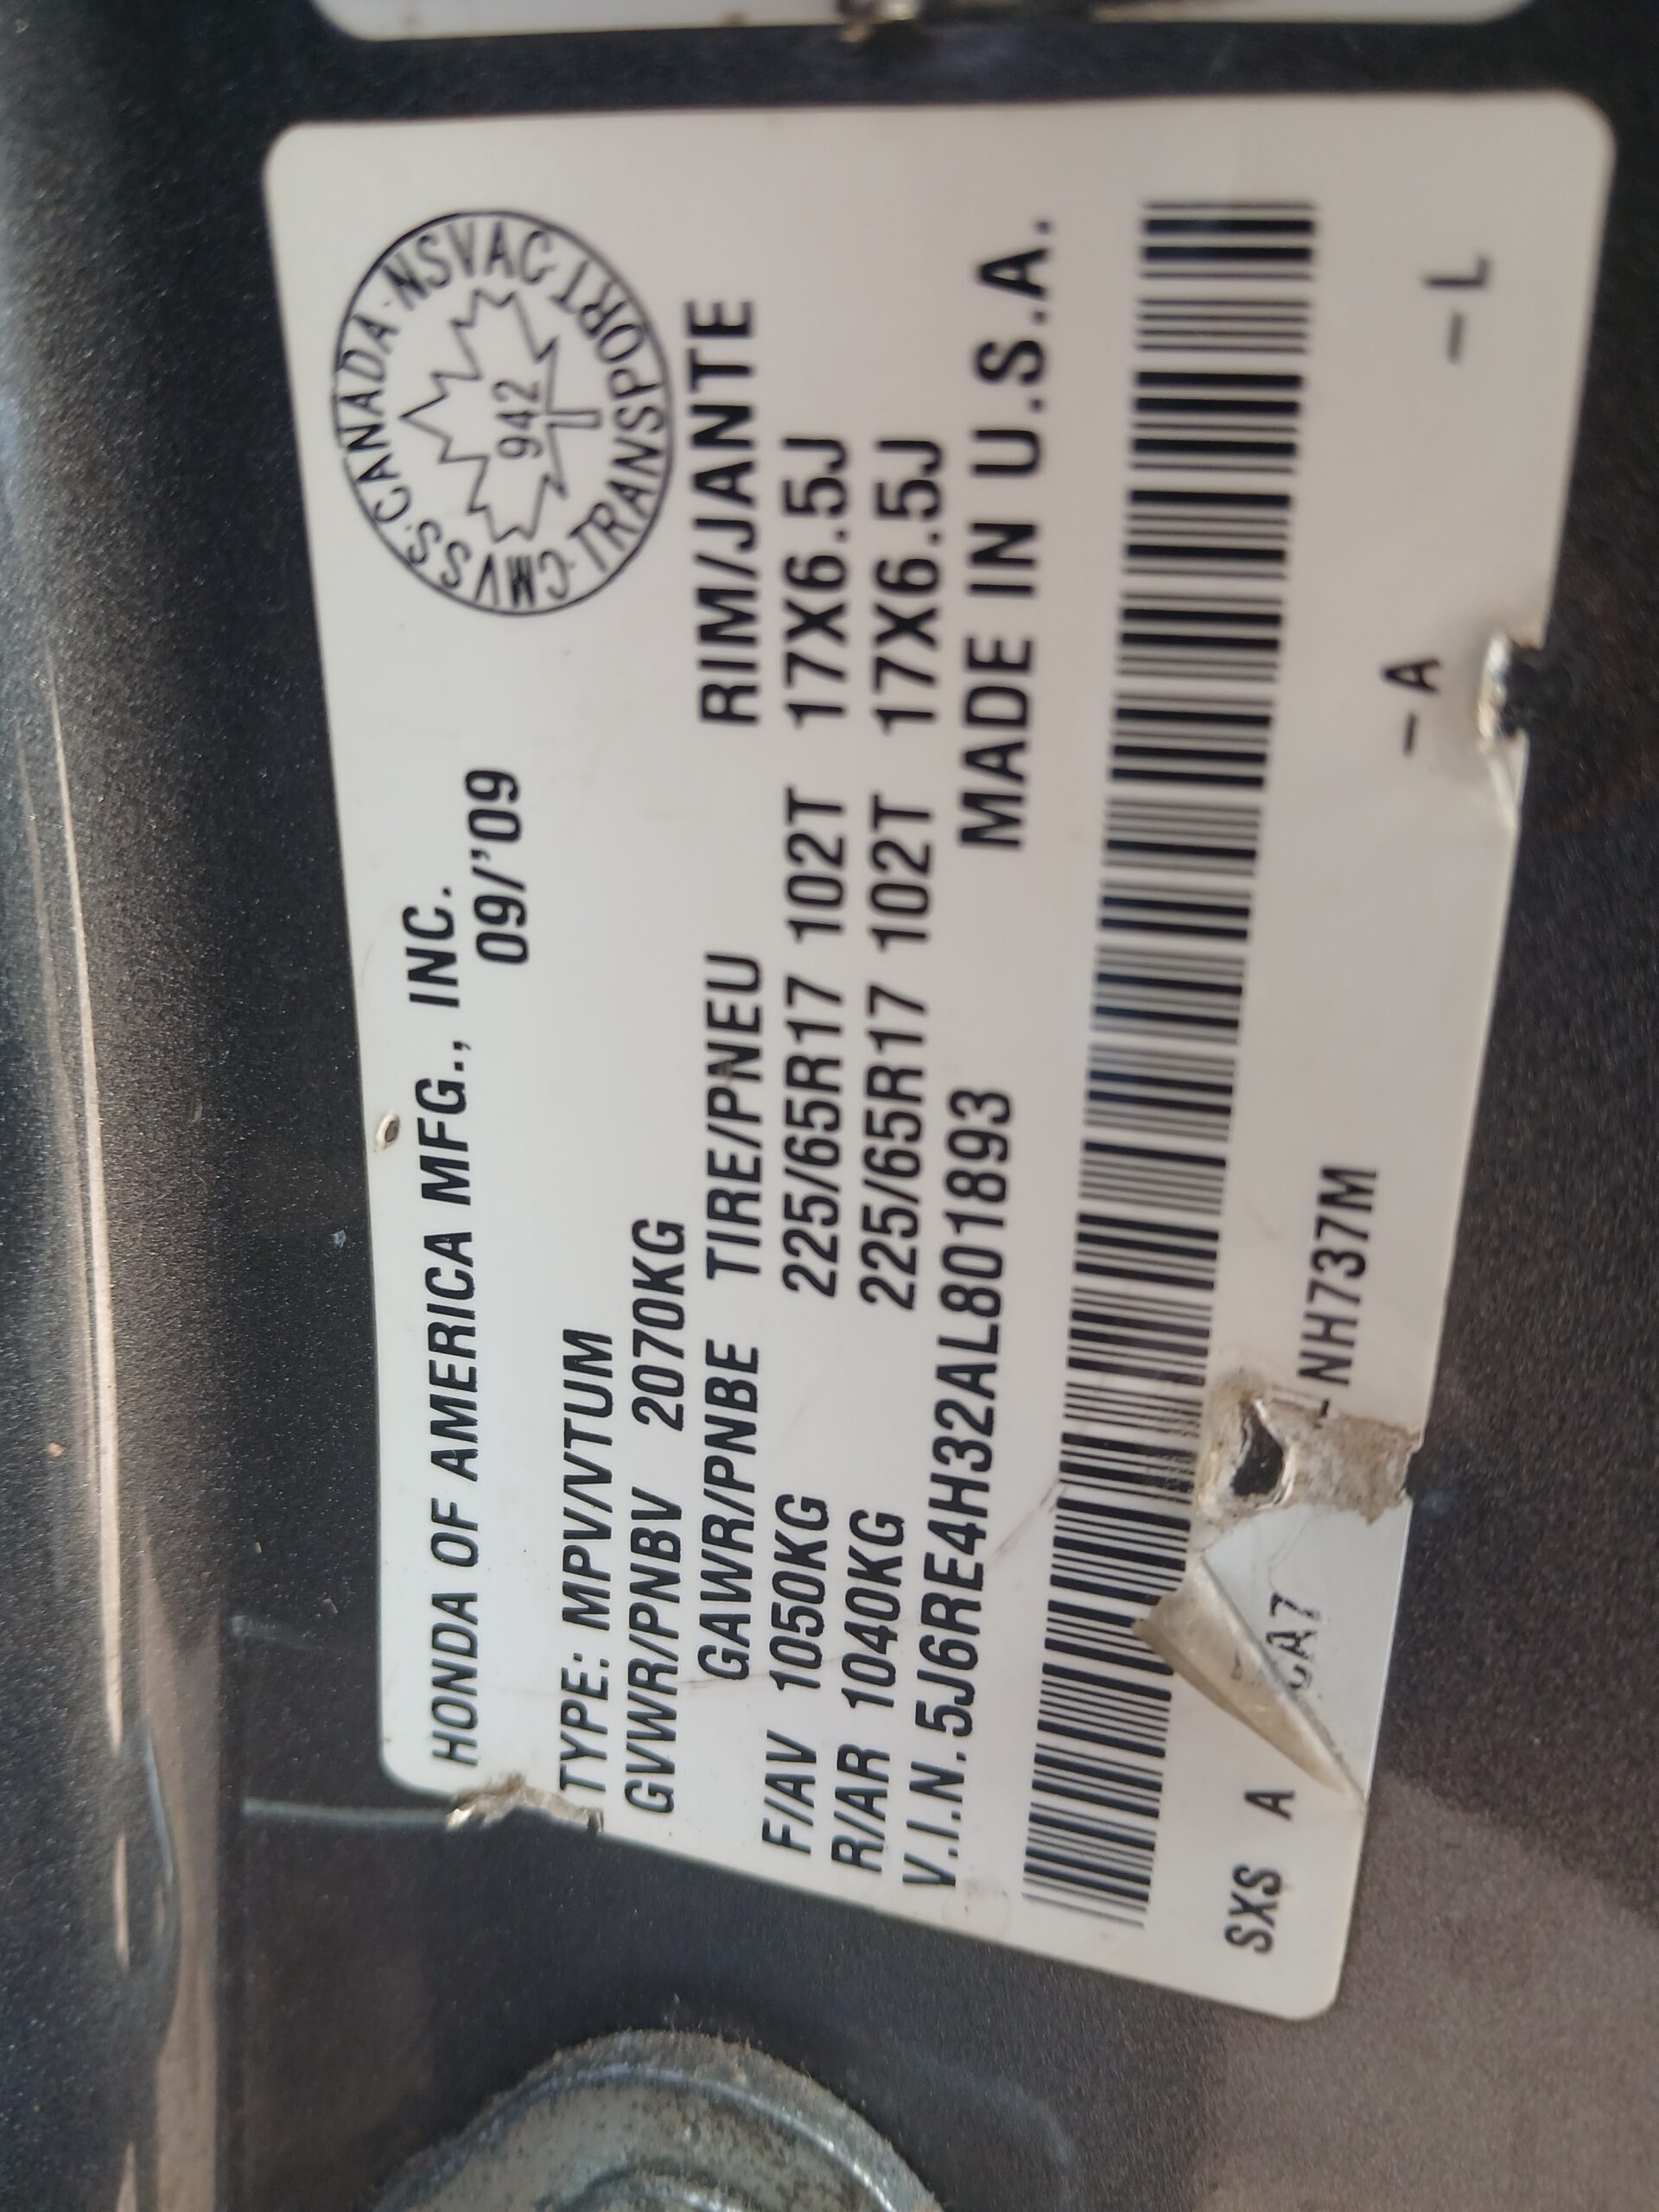 HONDA OF AMERICA MFG., INC.
09/'09
CMVSS·CANADA·NSVAC
TRANSPORT
942
TYPE: MPV/VTUM
GVWR/PNBV 2070KG
GAWR/PNBE TIRE/PNEU RIM/JANTE
F/AV 1050KG 225/65R17 102T 17X6.5J
R/AR 1040KG 225/65R17 102T 17X6.5J
V.I.N.5J6RE4H32AL801893 MADE IN U.S.A.
SXS A NH737M -A -L